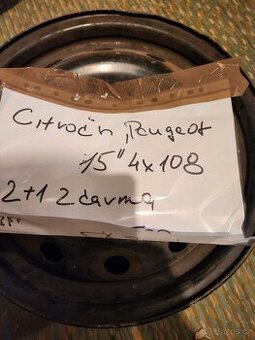 Citroën, Peugeot
15" 4x108
2+1 Zdarma